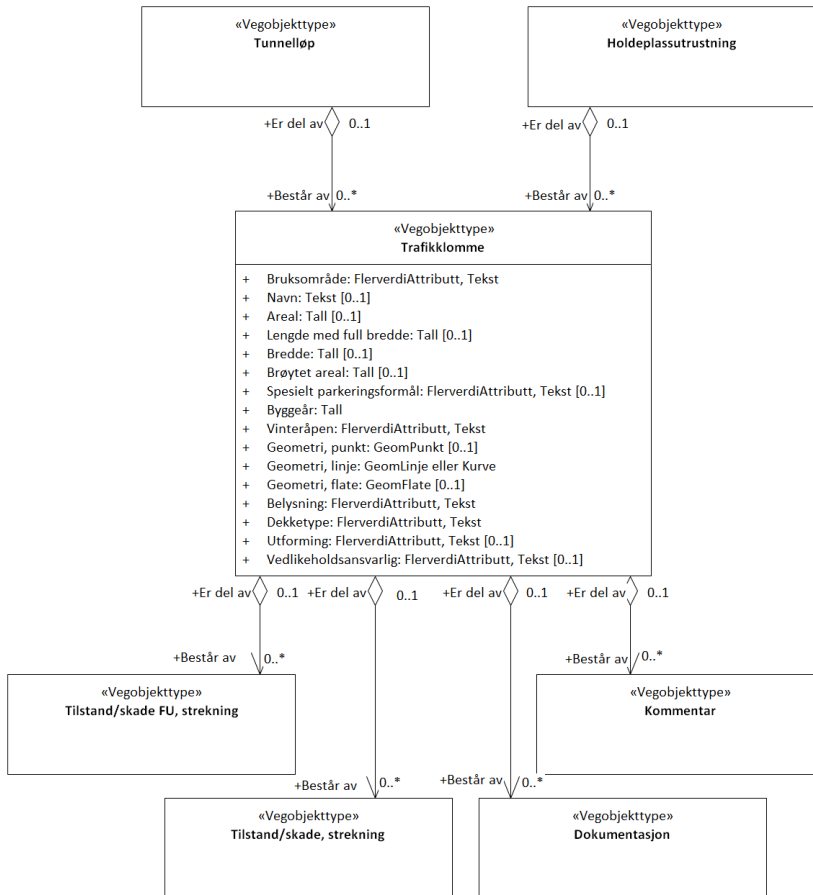 «Vegobjekttype»
Tunnelløp
«Vegobjekttype»
Holdeplassutrustning
+Er del av 0..1
+Er del av 0..1
+Består av 0..*
+Består av 0..*
«Vegobjekttype»
Trafikklomme
+ Bruksområde: FlerverdiAttributt, Tekst
+ Navn: Tekst [0..1]
+ Areal: Tall [0..1]
+ Lengde med full bredde: Tall [0..1]
+ Bredde: Tall [0..1]
+ Brøytet areal: Tall [0..1]
+ Spesielt parkeringsformål: FlerverdiAttributt, Tekst [0..1]
+ Byggeår: Tall
+ Vinteråpen: FlerverdiAttributt, Tekst
+ Geometri, punkt: GeomPunkt [0..1]
+ Geometri, linje: GeomLinje eller Kurve
+ Geometri, flate: GeomFlate [0..1]
+ Belysning: FlerverdiAttributt, Tekst
+ Dekketype: FlerverdiAttributt, Tekst
+ Utforming: FlerverdiAttributt, Tekst [0..1]
+ Vedlikeholdsansvarlig: FlerverdiAttributt, Tekst [0..1]
+Er del av 0..1
+Er del av 0..1
+Er del av 0..1
+Er del av 0..1
+Består av 0..*
+Består av 0..*
«Vegobjekttype»
Tilstand/skade FU, strekning
«Vegobjekttype»
Kommentar
+Består av 0..*
+Består av 0..*
«Vegobjekttype»
Tilstand/skade, strekning
«Vegobjekttype»
Dokumentasjon